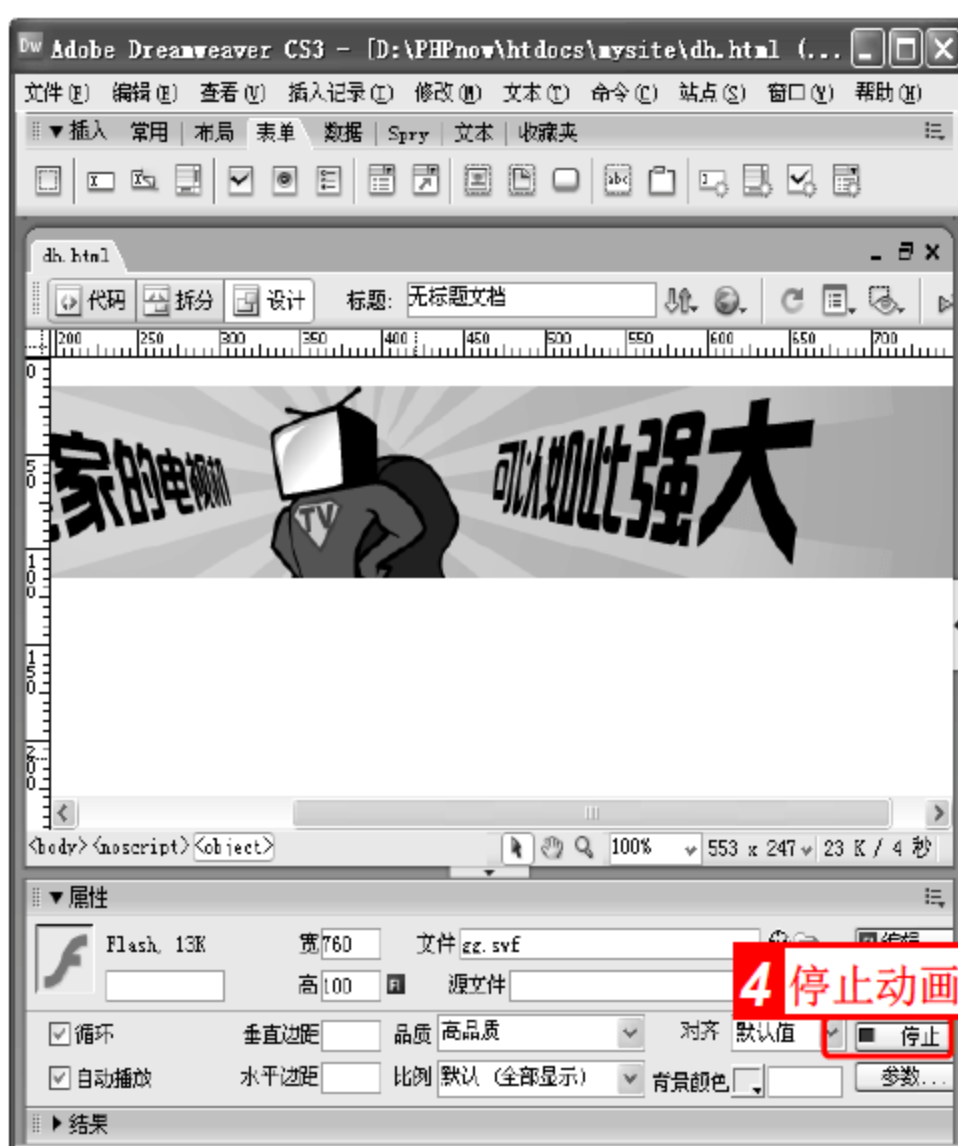 Dw Adobe Dreamweaver CS3 - [D:\PHPnow\htdocs\mysite\dh.html (...
文件(F) 编辑(E) 查看(V) 插入记录(I) 修改(M) 文本(T) 命令(C) 站点(S) 窗口(W) 帮助(H)
▼插入 常用 布局 表单 数据 Spry 文本 收藏夹
dh.html
代码 拆分 设计 标题: 无标题文档
200 250 300 350 400 450 500 550 600 650 700
0
50
100
150
200
家的电视机 TV 可以如此强大
<body> <noscript> <object> 100% 553 x 247 23 K / 4 秒
▼属性
Flash, 13K 宽 760 文件 gg.swf 编辑
高 100 源文件
4 停止动画
循环 垂直边距 品质 高品质 对齐 默认值 停止
自动播放 水平边距 比例 默认 (全部显示) 背景颜色 参数...
结果